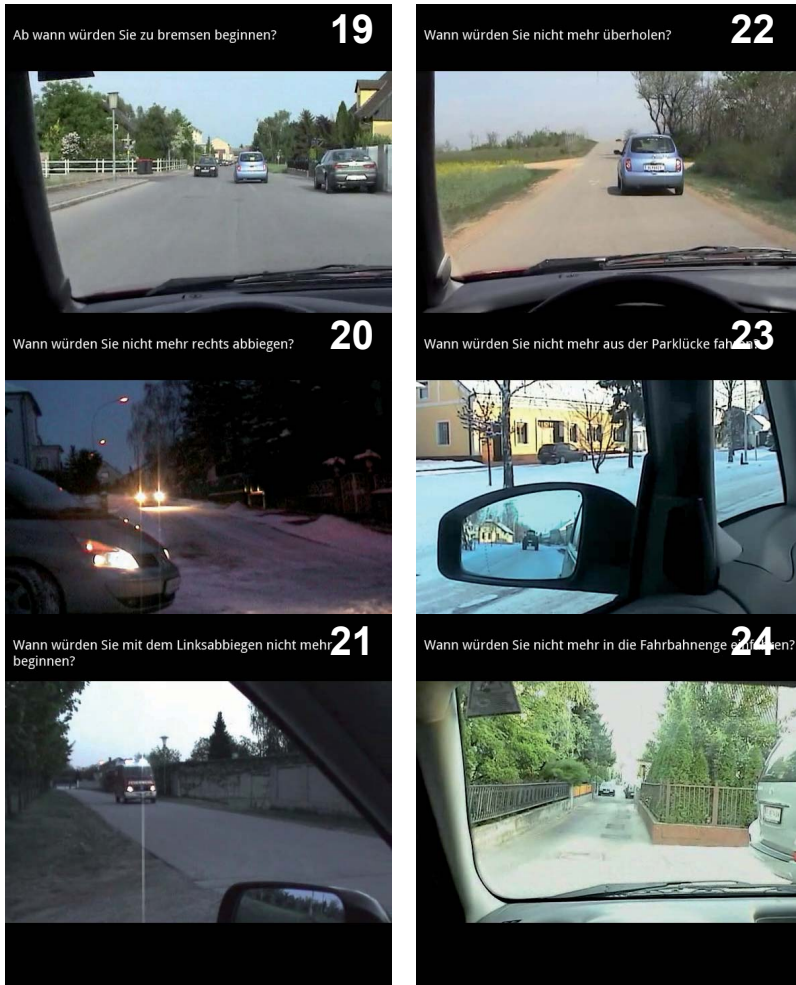 Ab wann würden Sie zu bremsen beginnen?
19
Wann würden Sie nicht mehr rechts abbiegen?
20
Wann würden Sie mit dem Linksabbiegen nicht mehr
beginnen?
21
Wann würden Sie nicht mehr überholen?
22
Wann würden Sie nicht mehr aus der Parklücke fahren?
23
Wann würden Sie nicht mehr in die Fahrbahnenge einfahren?
24